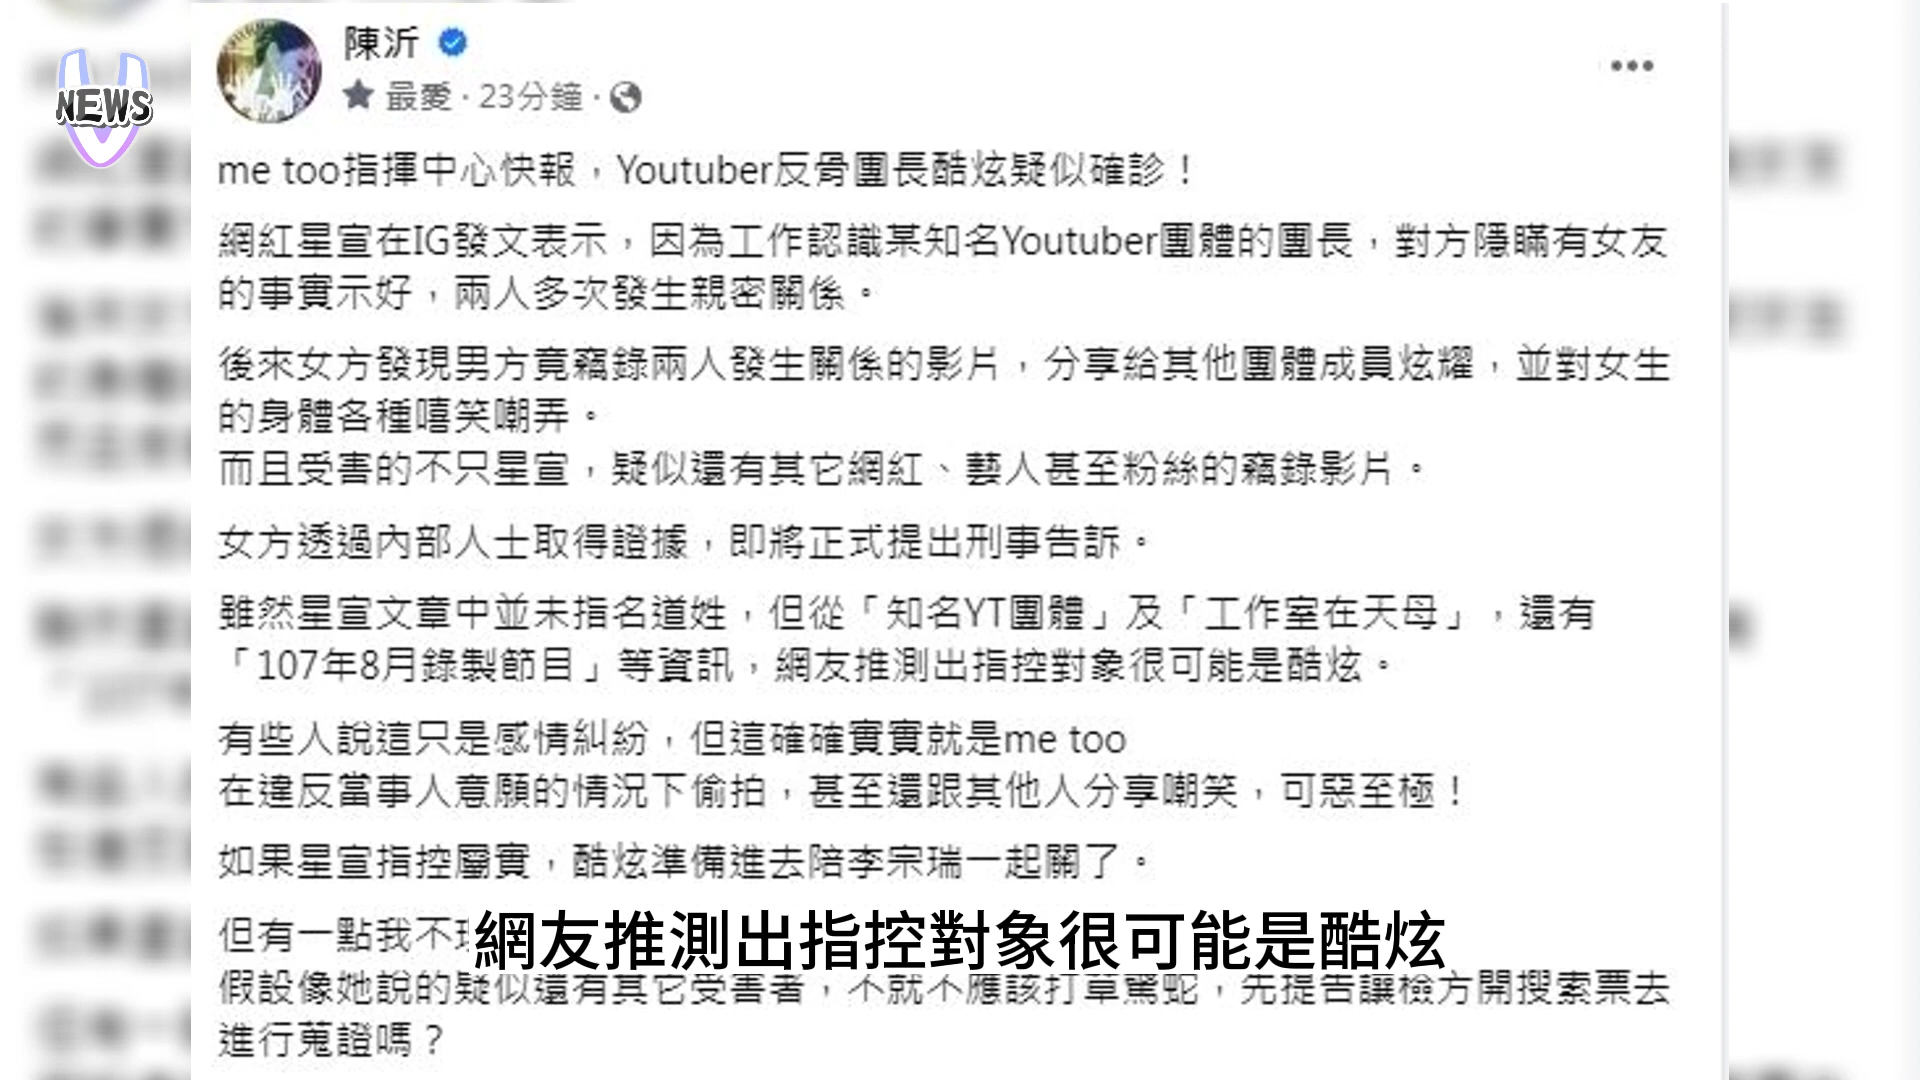 NEWS
陳沂
最愛·23分鐘·
me too指揮中心快報，Youtuber反骨團長酷炫疑似確診！
網紅星宣在IG發文表示，因為工作認識某知名Youtuber團體的團長，對方隱瞞有女友
的事實示好，兩人多次發生親密關係。
後來女方發現男方竟竊錄兩人發生關係的影片，分享給其他團體成員炫耀，並對女生
的身體各種嘻笑嘲弄。
而且受害的不只星宣，疑似還有其它網紅、藝人甚至粉絲的竊錄影片。
女方透過內部人士取得證據，即將正式提出刑事告訴。
雖然星宣文章中並未指名道姓，但從「知名YT團體」及「工作室在天母」，還有
「107年8月錄製節目」等資訊，網友推測出指控對象很可能是酷炫。
有些人說這只是感情糾紛，但這確確實實就是me too
在違反當事人意願的情況下偷拍，甚至還跟其他人分享嘲笑，可惡至極！
如果星宣指控屬實，酷炫準備進去陪李宗瑞一起關了。
但有一點我不
網友推測出指控對象很可能是酷炫
假設像她說的疑似還有其它受害者，不就不應該打草驚蛇，先提告讓檢方開搜索票去
進行蒐證嗎？